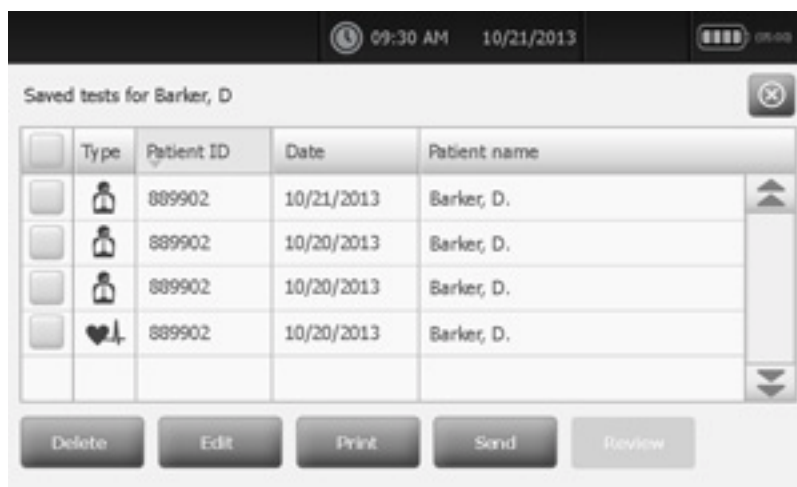 09:30 AM 10/21/2013
Saved tests for Barker, D
Type Patient ID Date Patient name
889902 10/21/2013 Barker, D.
889902 10/20/2013 Barker, D.
889902 10/20/2013 Barker, D.
889902 10/20/2013 Barker, D.
Delete Edit Print Send Review